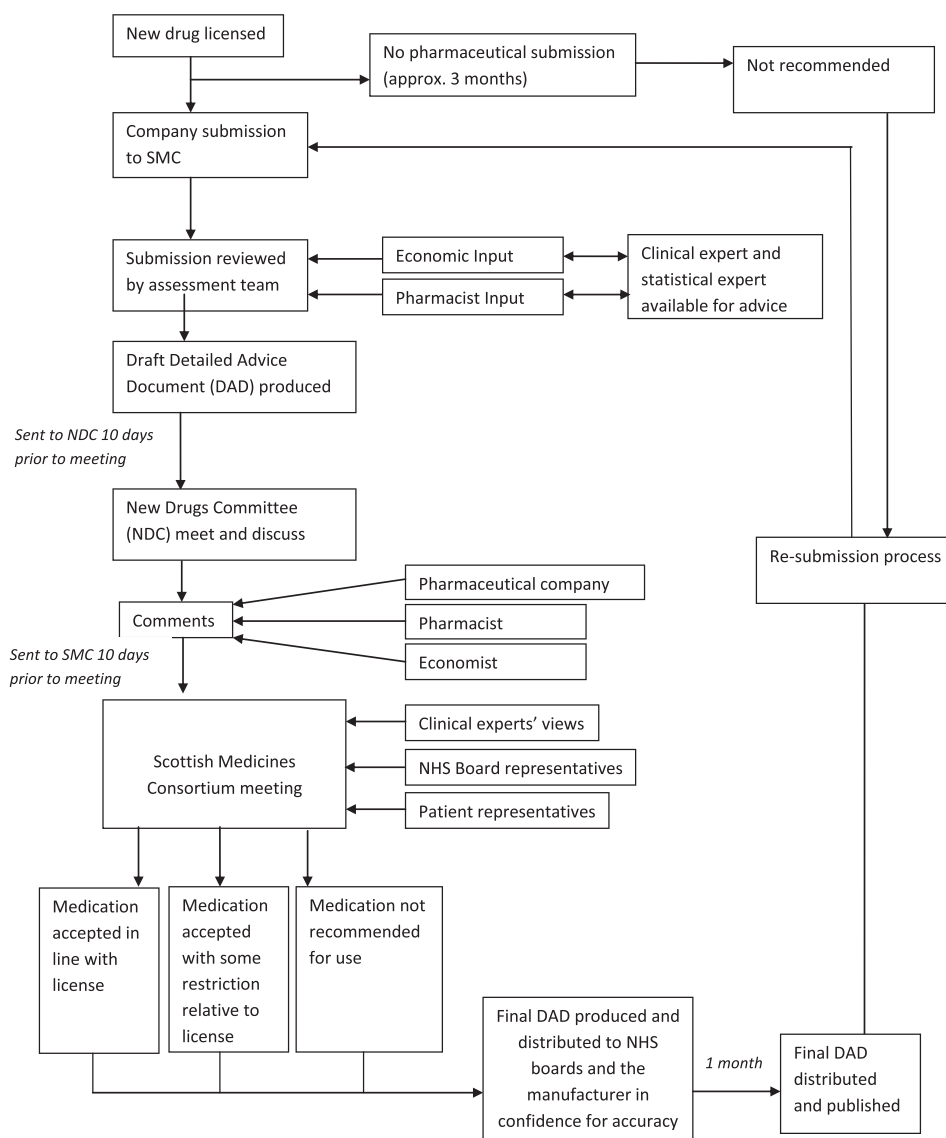 New drug licensed
No pharmaceutical submission
(approx. 3 months)
Not recommended
Company submission
to SMC
Submission reviewed
by assessment team
Economic Input
Pharmacist Input
Clinical expert and
statistical expert
available for advice
Draft Detailed Advice
Document (DAD) produced
Sent to NDC 10 days
prior to meeting
New Drugs Committee
(NDC) meet and discuss
Re-submission process
Comments
Pharmaceutical company
Pharmacist
Economist
Sent to SMC 10 days
prior to meeting
Scottish Medicines
Consortium meeting
Clinical experts’ views
NHS Board representatives
Patient representatives
Medication
accepted in
line with
license
Medication
accepted
with some
restriction
relative to
license
Medication not
recommended
for use
Final DAD produced and
distributed to NHS
boards and the
manufacturer in
confidence for accuracy
1 month
Final DAD
distributed
and published